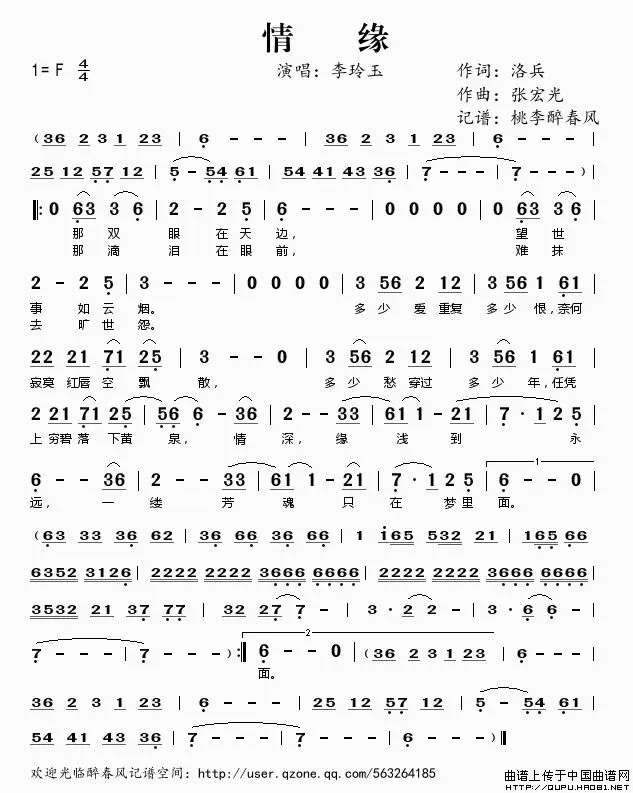 情 缘
1= F 4/4 演唱：李玲玉 作词：洛兵
作曲：张宏光
记谱：桃李醉春风
(36 2 3 1 23 | 6 - - - | 36 2 3 1 23 | 6 - - - |
25 12 57 12 | 5 - 54 61 | 54 41 43 36 | 7 - - - | 7 - - - )|
|: 0 63 3 6 | 2 - 2 5 | 6 - - - | 0 0 0 0 | 0 63 3 6 |
那 双 眼 在 天 边， 望 世
那 滴 泪 在 眼 前， 难 抹
2 - 2 5 | 3 - - - | 0 0 0 0 | 3 56 2 12 | 3 56 1 61 |
事 如 云 烟。 多 少 爱 重复 多 少 恨，奈何
去 旷 世 怨。
22 21 71 25 | 3 - - 0 | 3 56 2 12 | 3 56 1 61 |
寂寞 红唇 空 飘 散， 多 少 愁 穿过 多 少 年，任凭
2 21 71 25 | 56 6 - 36 | 2 - - 33 | 61 1 - 21 | 7 · 1 2 5 |
上 穷碧 落 下黄 泉， 情 深，缘 浅 到 永
6 - - 36 | 2 - - 33 | 61 1 - 21 | 7 · 1 2 5 | 1 6 - - 0 |
远， 一 缕 芳 魂 只 在 梦 里 面。
(63 33 36 62 | 36 66 36 66 | 1 165 532 21 | 165 66
6352 3126 | 2222 2222 3666 6666 | 2222 2222 3666 6666 |
3532 21 37 77 | 32 27 7 - | 3 · 2 2 - | 3 · 6 6 - |
7 - - - | 7 - - - ):| 2 6 - - 0 | (36 2 3 1 23 | 6 - - - |
面。
36 2 3 1 23 | 6 - - - | 25 12 57 12 | 5 - 54 61 |
54 41 43 36 | 7 - - - | 7 - - - )||
欢迎光临醉春风记谱空间：http://user.qzone.qq.com/563264185
曲谱上传于中国曲谱网
HTTP://QUPU.HAO81.NET